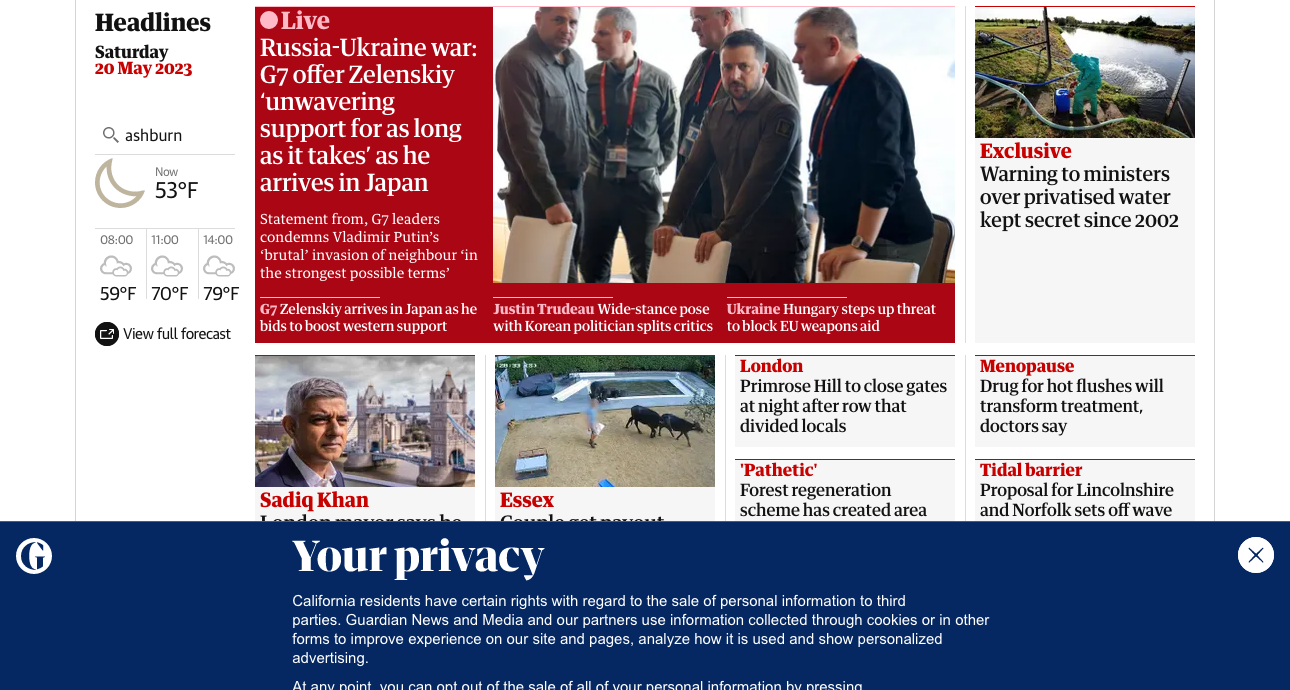 Headlines
Saturday
20 May 2023
ashburn
Now
53°F
08:00
11:00
14:00
59°F
70°F
79°F
View full forecast
Live
Russia-Ukraine war:
G7 offer Zelenskiy
‘unwavering
support for as long
as it takes’ as he
arrives in Japan
Statement from, G7 leaders
condemns Vladimir Putin’s
‘brutal’ invasion of neighbour ‘in
the strongest possible terms’
G7 Zelenskiy arrives in Japan as he
bids to boost western support
Justin Trudeau Wide-stance pose
with Korean politician splits critics
Ukraine Hungary steps up threat
to block EU weapons aid
Exclusive
Warning to ministers
over privatised water
kept secret since 2002
Sadiq Khan
London mayor says he
Essex
Couple get payout
London
Primrose Hill to close gates
at night after row that
divided locals
'Pathetic'
Forest regeneration
scheme has created area
Menopause
Drug for hot flushes will
transform treatment,
doctors say
Tidal barrier
Proposal for Lincolnshire
and Norfolk sets off wave
G
Your privacy
California residents have certain rights with regard to the sale of personal information to third
parties. Guardian News and Media and our partners use information collected through cookies or in other
forms to improve experience on our site and pages, analyze how it is used and show personalized
advertising.
At any point, you can opt out of the sale of all of your personal information by pressing